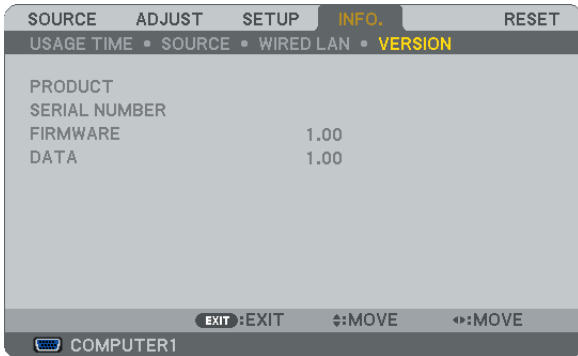 SOURCE ADJUST SETUP INFO. RESET
USAGE TIME • SOURCE • WIRED LAN • VERSION
PRODUCT
SERIAL NUMBER
FIRMWARE 1.00
DATA 1.00
EXIT :EXIT :MOVE :MOVE
COMPUTER1